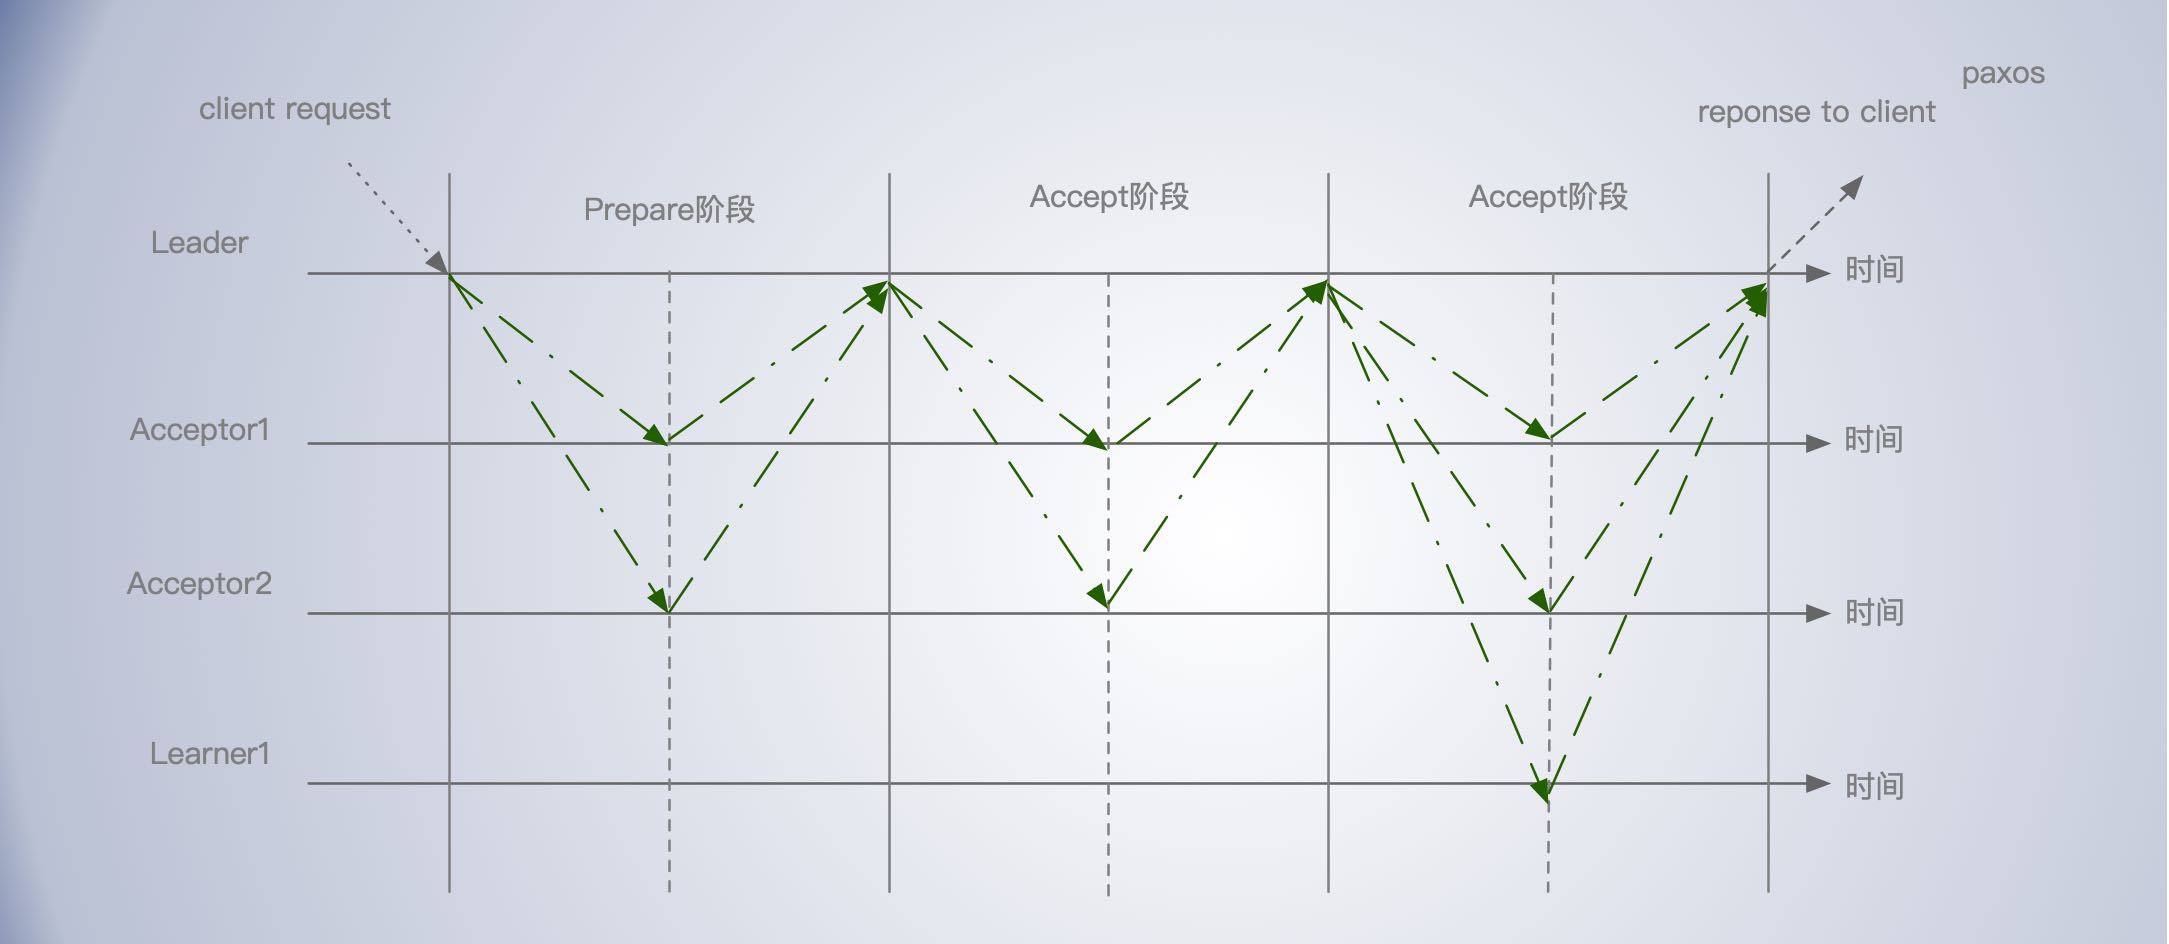 paxos
client request
reponse to client
Prepare阶段
Accept阶段
Accept阶段
Leader
时间
Acceptor1
时间
Acceptor2
时间
Learner1
时间